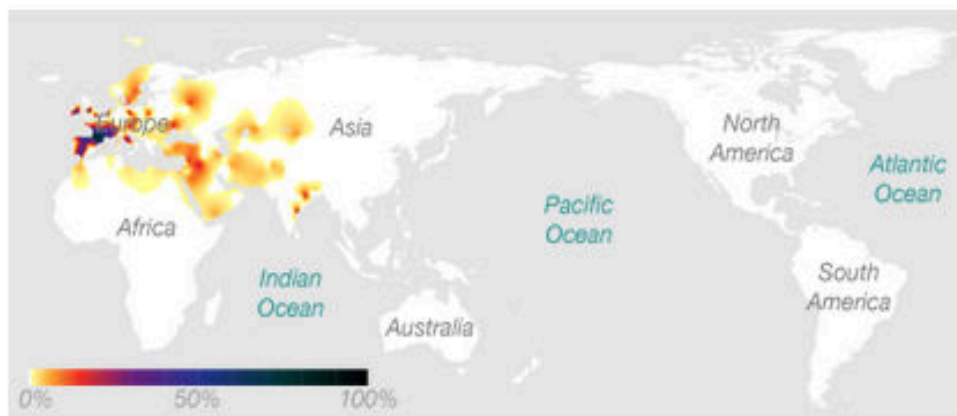 Europe
Asia
North
America
Atlantic
Ocean
Pacific
Ocean
Africa
Indian
Ocean
South
America
Australia
0% 50% 100%